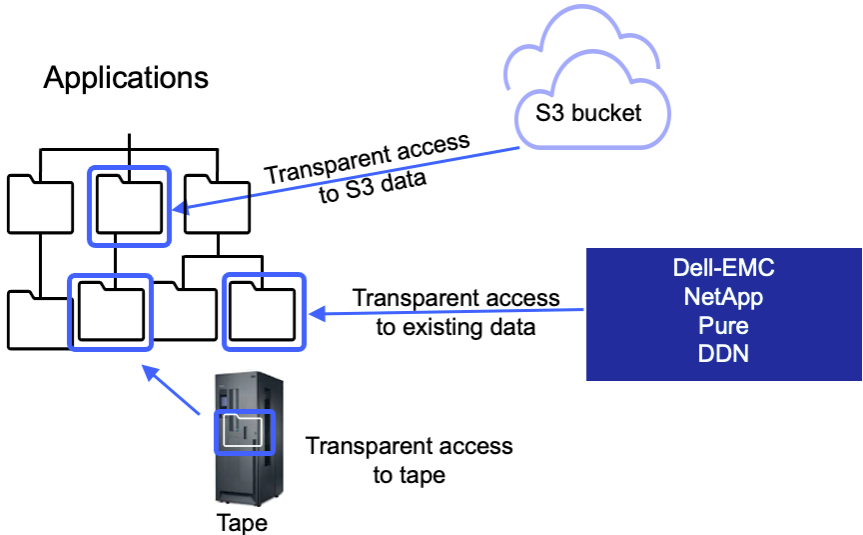 Applications
S3 bucket
Transparent access
to S3 data
Transparent access
to existing data
Dell-EMC
NetApp
Pure
DDN
Transparent access
to tape
Tape